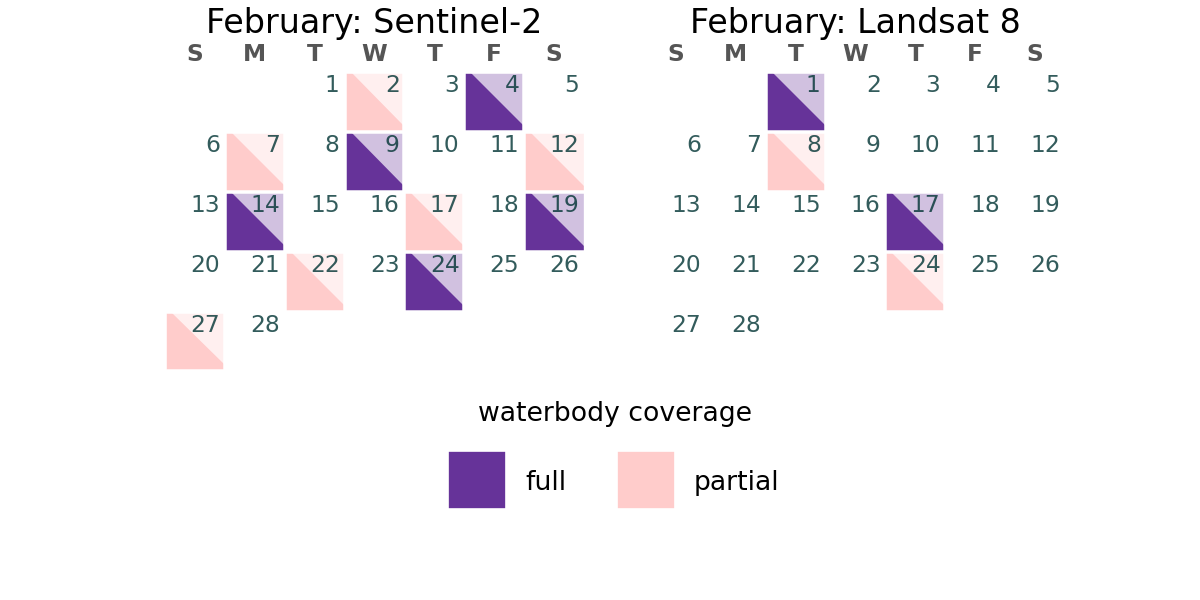 February: Sentinel-2
S M T W T F S
1 2 3 4 5
6 7 8 9 10 11 12
13 14 15 16 17 18 19
20 21 22 23 24 25 26
27 28
February: Landsat 8
S M T W T F S
1 2 3 4 5
6 7 8 9 10 11 12
13 14 15 16 17 18 19
20 21 22 23 24 25 26
27 28
waterbody coverage
full
partial